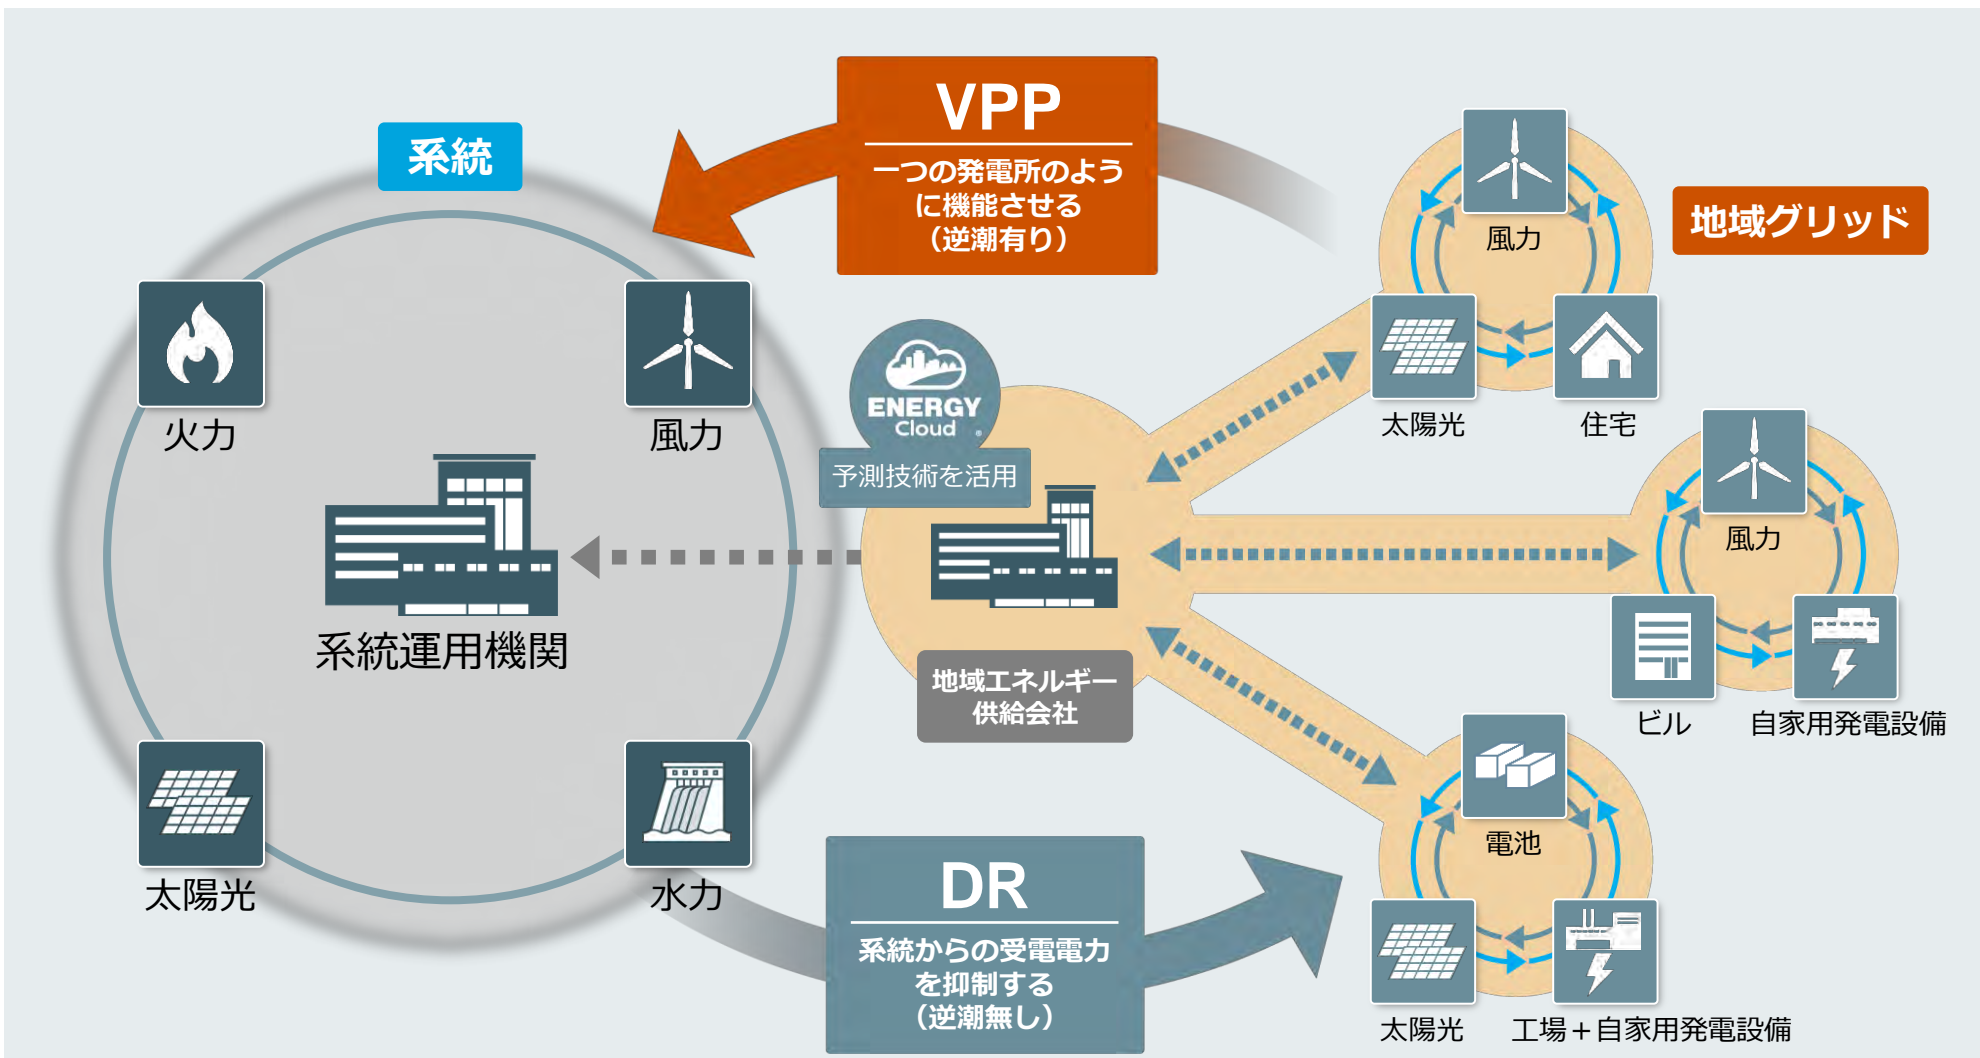 系統
火力
風力
系統運用機関
太陽光
水力
VPP
一つの発電所のよう
に機能させる
（逆潮有り）
ENERGY
Cloud
®
予測技術を活用
地域エネルギー
供給会社
DR
系統からの受電電力
を抑制する
（逆潮無し）
地域グリッド
風力
太陽光
住宅
風力
ビル
自家用発電設備
電池
太陽光
工場＋自家用発電設備